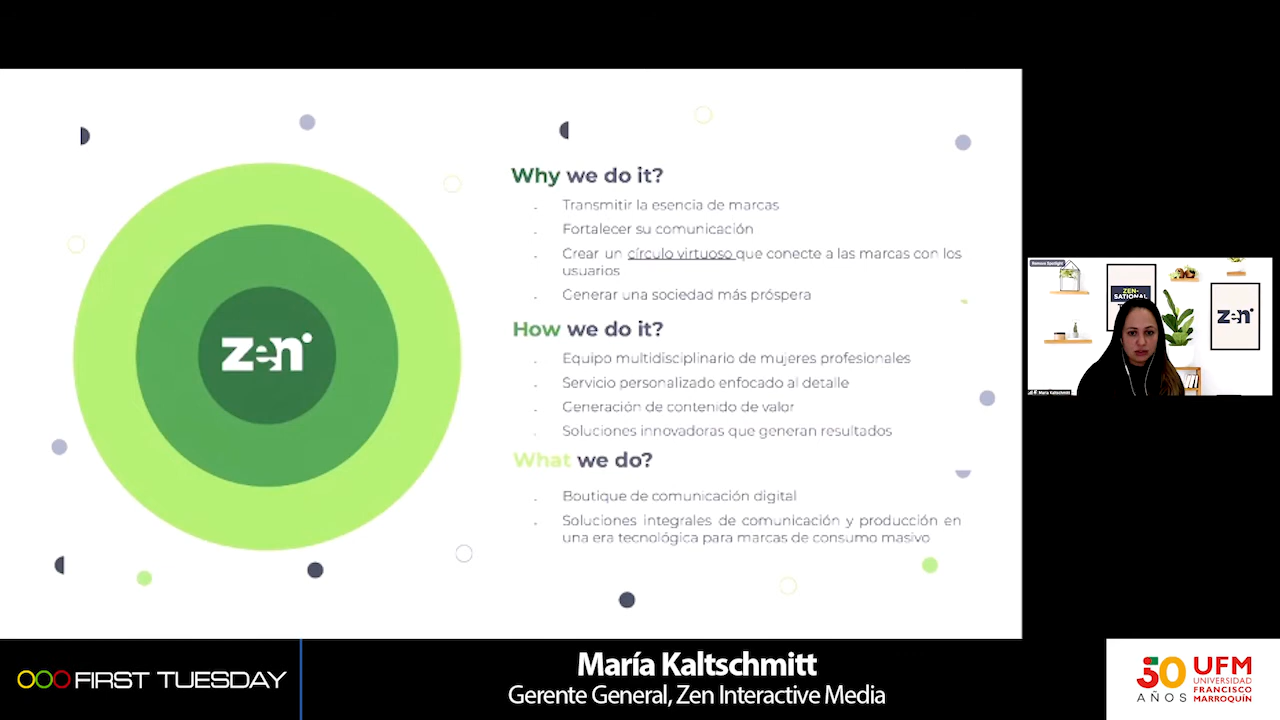 Why we do it?
Transmitir la esencia de marcas
Fortalecer su comunicación
Crear un círculo virtuoso que conecte a las marcas con los
usuarios
Generar una sociedad más próspera
zen
How we do it?
Equipo multidisciplinario de mujeres profesionales
Servicio personalizado enfocado al detalle
Generación de contenido de valor
Soluciones innovadoras que generan resultados
What we do?
Boutique de comunicación digital
Soluciones integrales de comunicación y producción en
una era tecnológica para marcas de consumo masivo
Remove Spotlight
ZEN-
SATIONAL
zen
María Kaltschmitt
FIRST TUESDAY
María Kaltschmitt
Gerente General, Zen Interactive Media
50
AÑOS
UFM
UNIVERSIDAD
FRANCISCO
MARROQUÍN